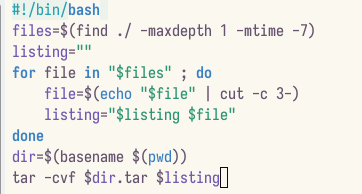 #!/bin/bash
files=$(find ./ -maxdepth 1 -mtime -7)
listing=""
for file in "$files" ; do
    file=$(echo "$file" | cut -c 3-)
    listing="$listing $file"
done
dir=$(basename $(pwd))
tar -cvf $dir.tar $listing